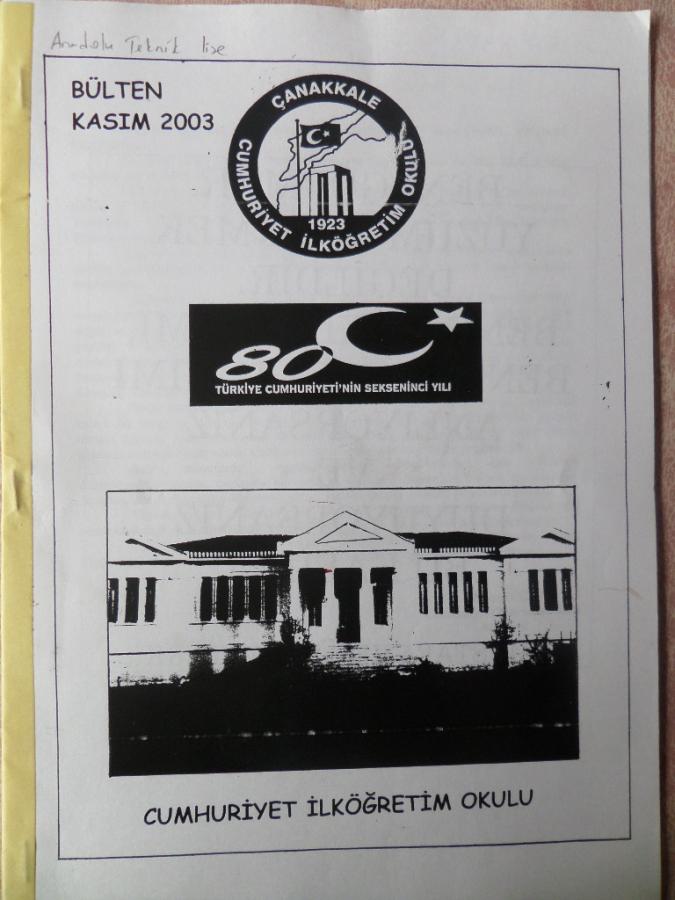 Anadolu Teknik lise
BÜLTEN
KASIM 2003
ÇANAKKALE
CUMHURİYET İLKÖĞRETİM OKULU
1923
80
TÜRKİYE CUMHURİYETİ'NİN SEKSENİNCİ YILI
CUMHURİYET İLKÖĞRETİM OKULU